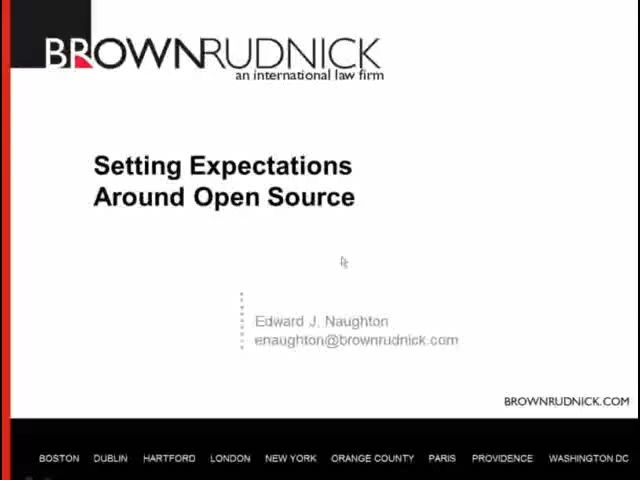 BROWNRUDNICK
an international law firm
Setting Expectations
Around Open Source
Edward J. Naughton
enaughton@brownrudnick.com
BROWNRUDNICK.COM
BOSTON DUBLIN HARTFORD LONDON NEW YORK ORANGE COUNTY PARIS PROVIDENCE WASHINGTON DC